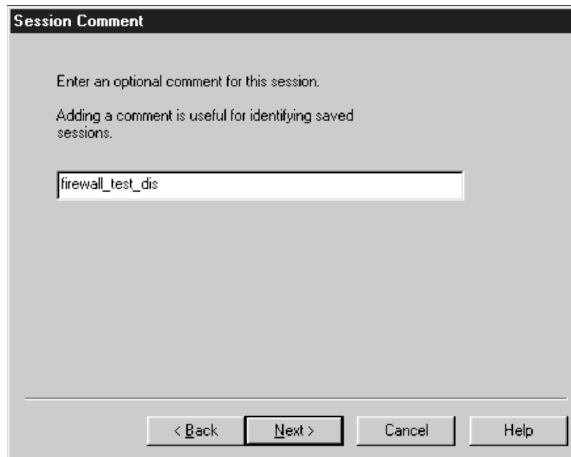 Session Comment
Enter an optional comment for this session.
Adding a comment is useful for identifying saved
sessions.
firewall_test_dis
< Back
Next >
Cancel
Help